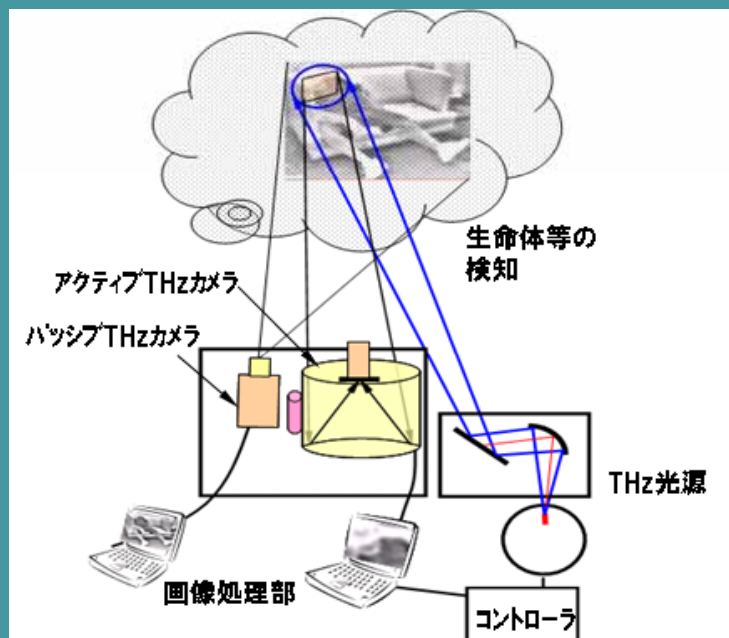 生命体等の
検知
アクティブTHzカメラ
パッシブTHzカメラ
THz光源
画像処理部
コントローラ